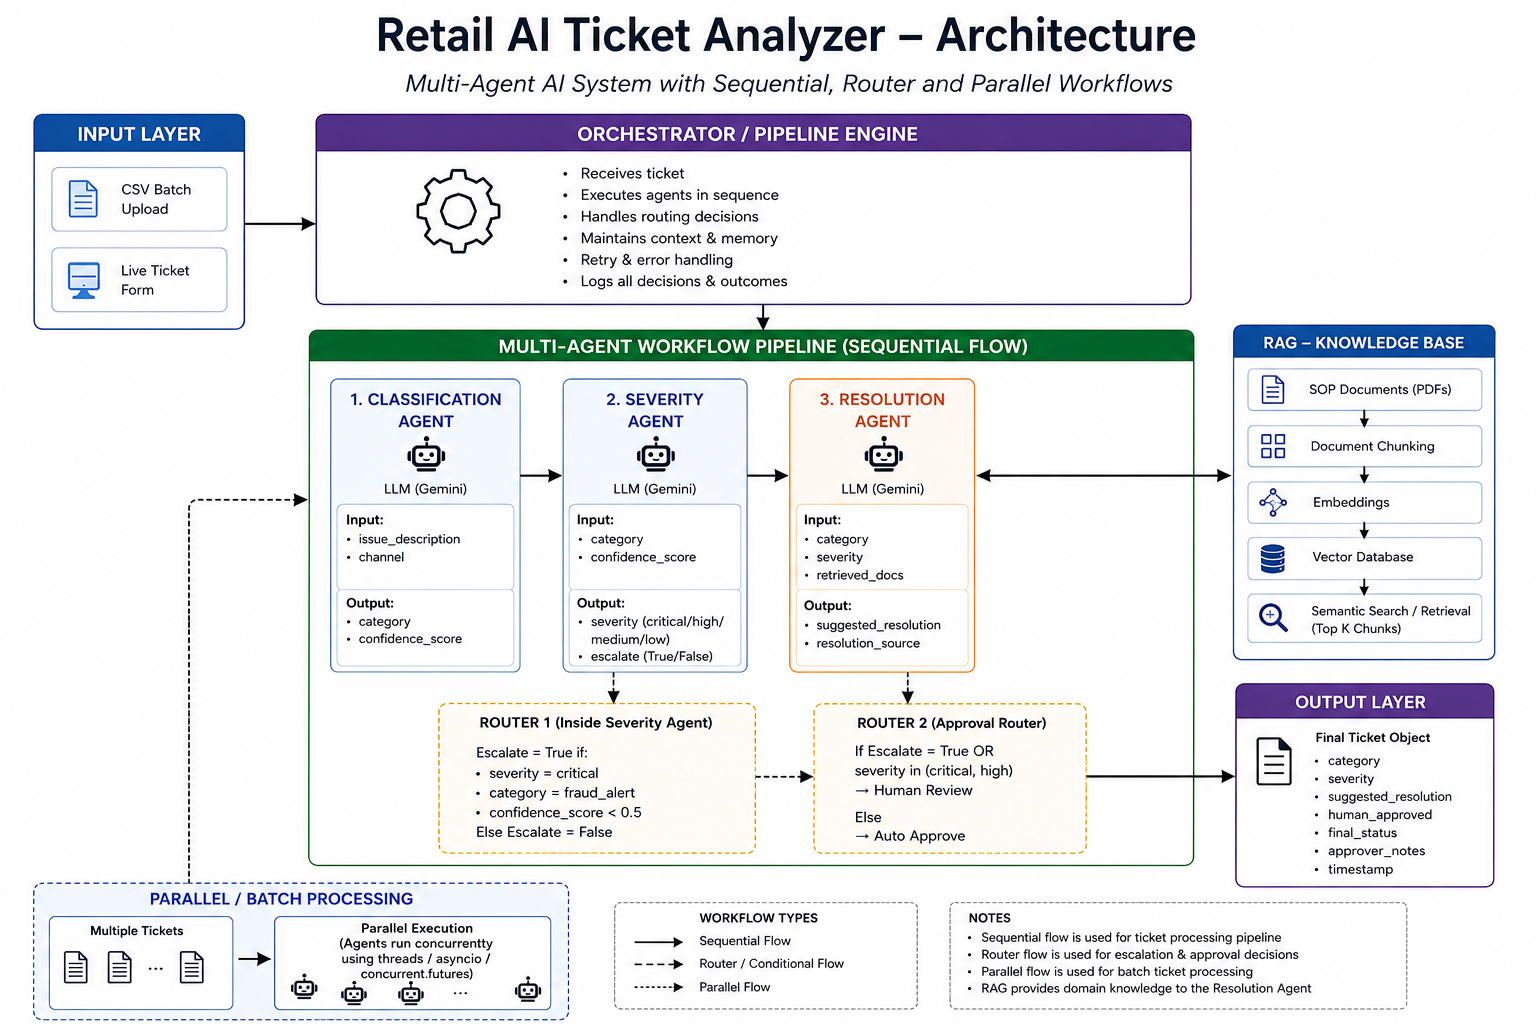 Retail AI Ticket Analyzer – Architecture
Multi-Agent AI System with Sequential, Router and Parallel Workflows
INPUT LAYER
CSV Batch
Upload
Live Ticket
Form
ORCHESTRATOR / PIPELINE ENGINE
• Receives ticket
• Executes agents in sequence
• Handles routing decisions
• Maintains context & memory
• Retry & error handling
• Logs all decisions & outcomes
MULTI-AGENT WORKFLOW PIPELINE (SEQUENTIAL FLOW)
1. CLASSIFICATION
AGENT
LLM (Gemini)
Input:
• issue_description
• channel
Output:
• category
• confidence_score
2. SEVERITY
AGENT
LLM (Gemini)
Input:
• category
• confidence_score
Output:
• severity (critical/high/
medium/low)
• escalate (True/False)
3. RESOLUTION
AGENT
LLM (Gemini)
Input:
• category
• severity
• retrieved_docs
Output:
• suggested_resolution
• resolution_source
ROUTER 1 (Inside Severity Agent)
Escalate = True if:
• severity = critical
• category = fraud_alert
• confidence_score < 0.5
Else Escalate = False
ROUTER 2 (Approval Router)
If Escalate = True OR
severity in (critical, high)
→ Human Review
Else
→ Auto Approve
RAG – KNOWLEDGE BASE
SOP Documents (PDFs)
Document Chunking
Embeddings
Vector Database
Semantic Search / Retrieval
(Top K Chunks)
OUTPUT LAYER
Final Ticket Object
• category
• severity
• suggested_resolution
• human_approved
• final_status
• approver_notes
• timestamp
PARALLEL / BATCH PROCESSING
Multiple Tickets
...
Parallel Execution
(Agents run concurrentty
using threads / asyncio /
concurrent.futures)
...
WORKFLOW TYPES
Sequential Flow
Router / Conditional Flow
Parallel Flow
NOTES
• Sequential flow is used for ticket processing pipeline
• Router flow is used for escalation & approval decisions
• Parallel flow is used for batch ticket processing
• RAG provides domain knowledge to the Resolution Agent